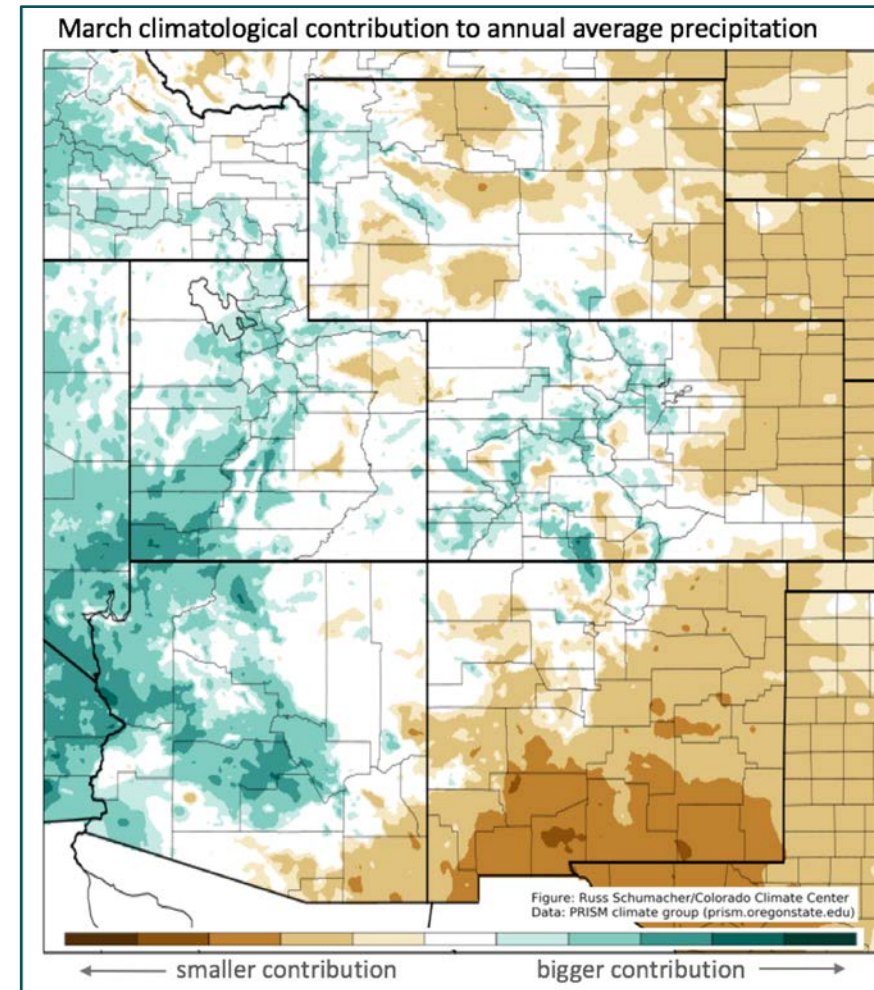 March climatological contribution to annual average precipitation
Figure: Russ Schumacher/Colorado Climate Center
Data: PRISM climate group (prism.oregonstate.edu)
smaller contribution
bigger contribution